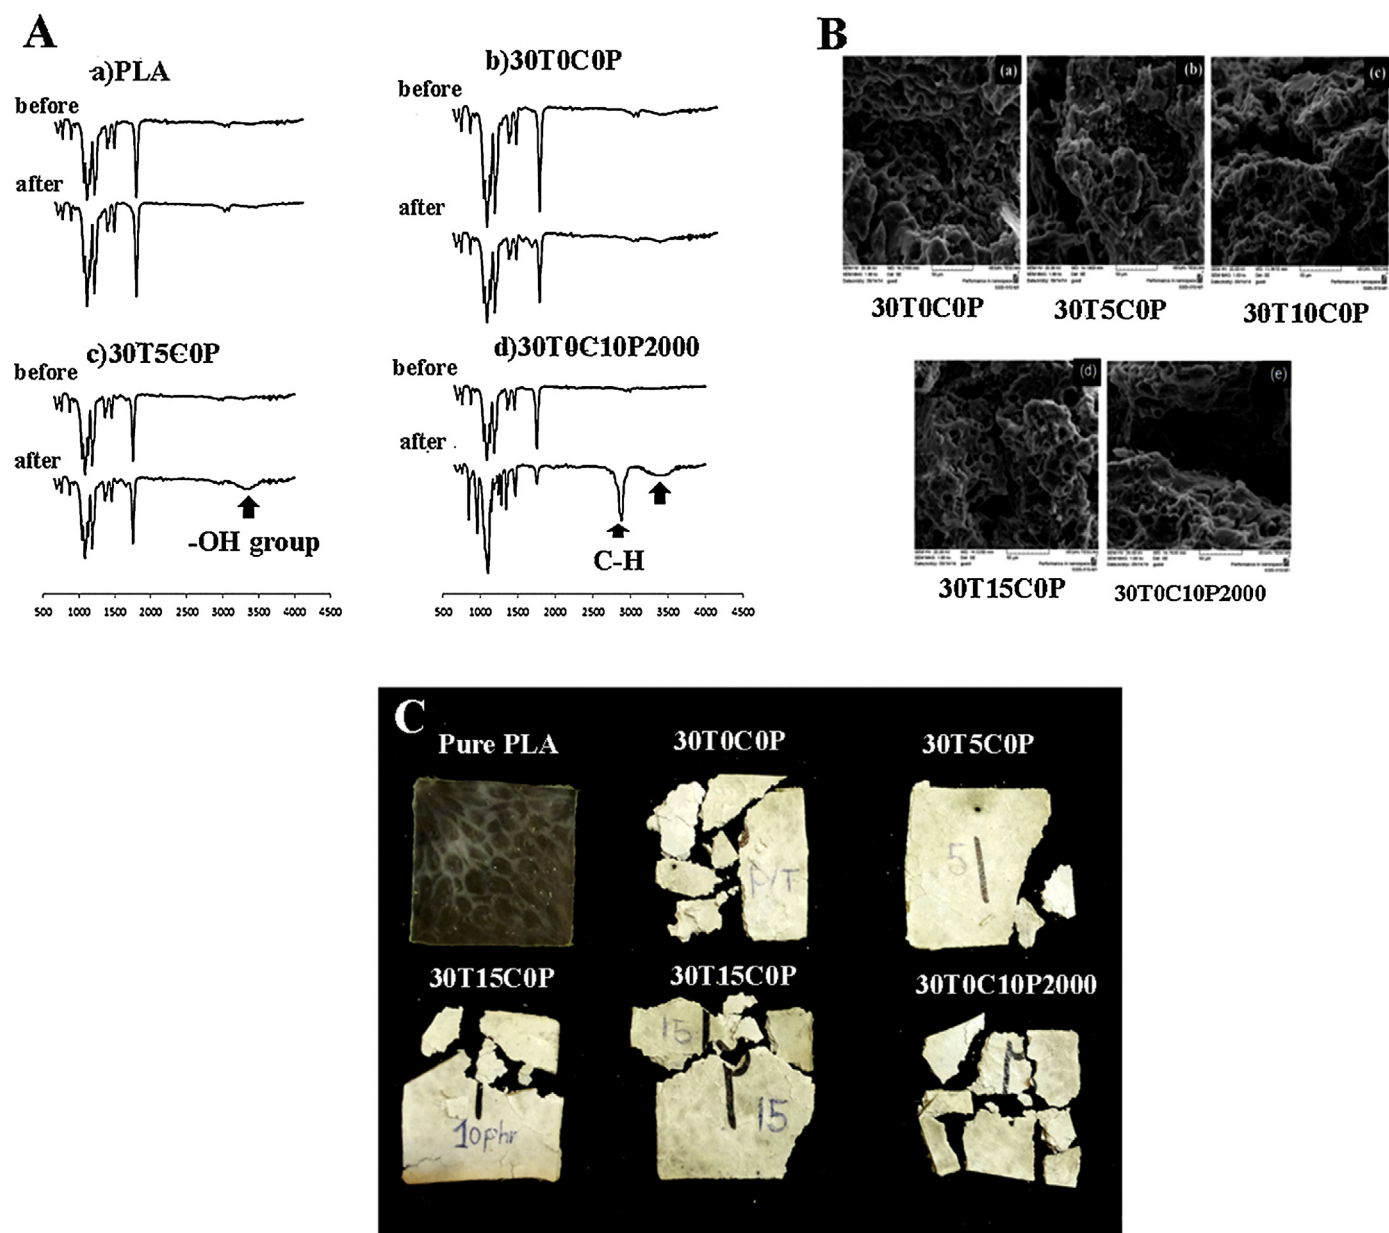 A
a)PLA
before
after
b)30T0C0P
before
after
c)30T5C0P
before
after
-OH group
d)30T0C10P2000
before
after
C-H
500 1000 1500 2000 2500 3000 3500 4000 4500
500 1000 1500 2000 2500 3000 3500 4000 4500
B
(a)
(b)
(c)
30T0C0P
30T5C0P
30T10C0P
(d)
(e)
30T15C0P
30T0C10P2000
C
Pure PLA
30T0C0P
30T5C0P
P/T
5
30T15C0P
30T15C0P
30T0C10P2000
10phr
15
15